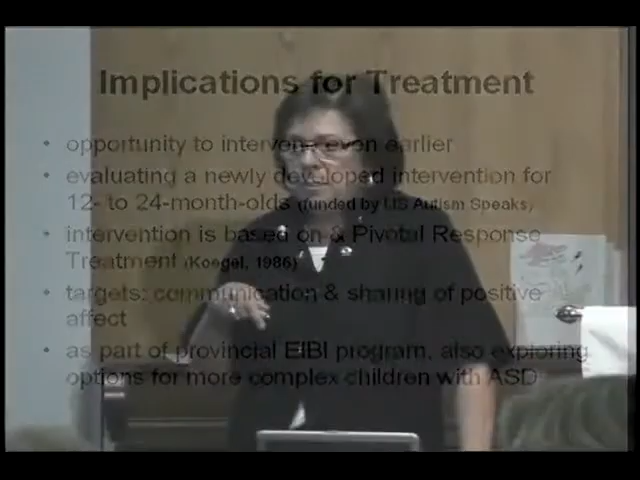 Implications for Treatment
• opportunity to intervene even earlier
• evaluating a newly developed intervention for
12- to 24-month-olds (funded by US Autism Speaks)
• intervention is based on & Pivotal Response
Treatment (Koegel, 1986)
• targets: communication & sharing of positive
affect
• as part of provincial EIBI program, also exploring
options for more complex children with ASD